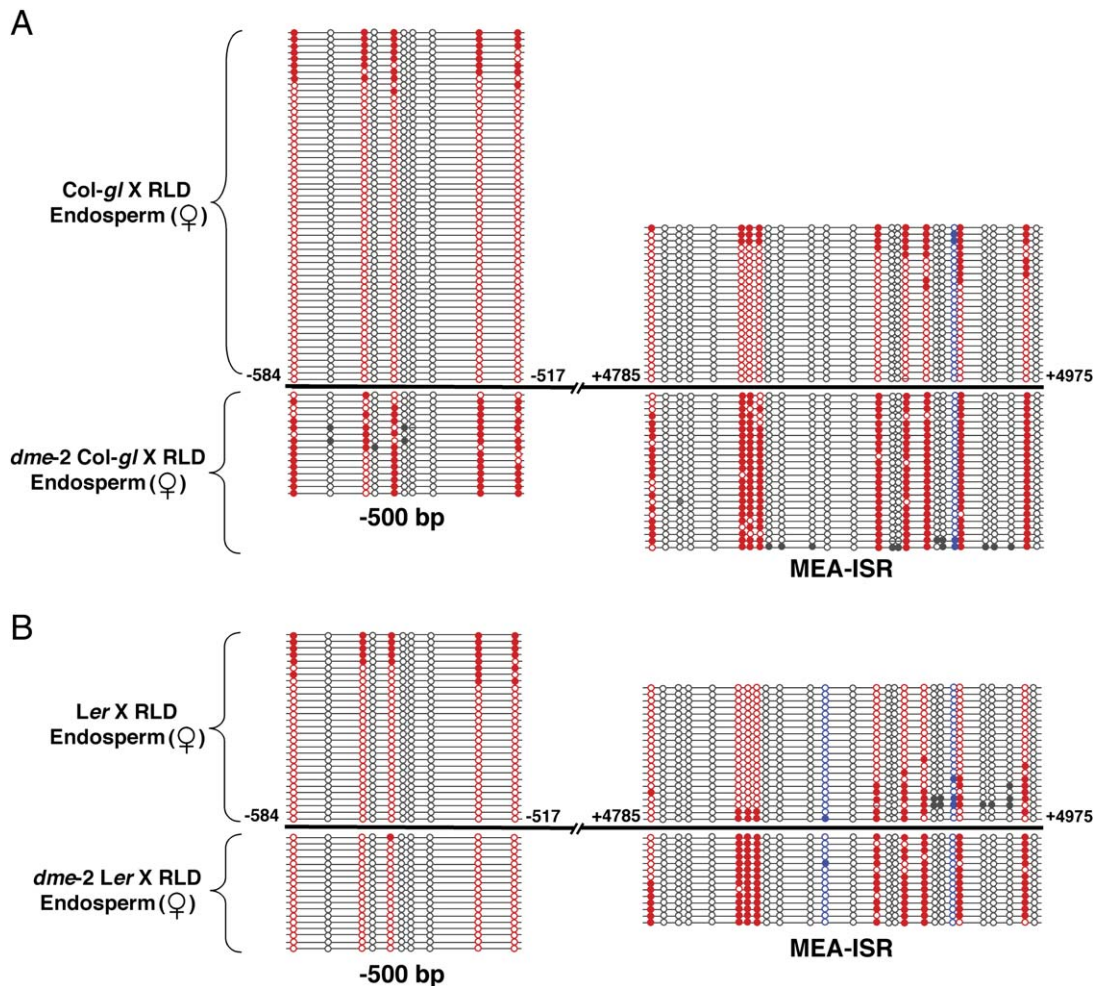 A
Col-gl X RLD
Endosperm (♀)
-584
-517
+4785
+4975
dme-2 Col-gl X RLD
Endosperm (♀)
-500 bp
MEA-ISR
B
Ler X RLD
Endosperm (♀)
-584
-517
+4785
+4975
dme-2 Ler X RLD
Endosperm (♀)
-500 bp
MEA-ISR